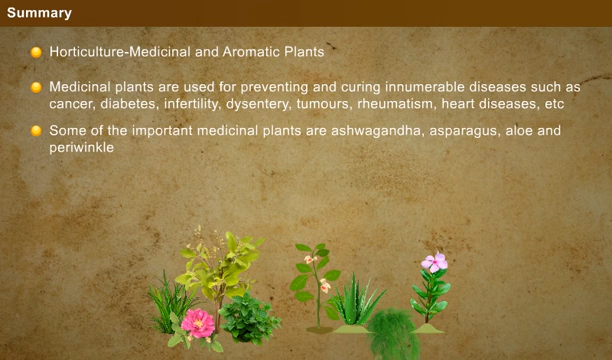 Summary
Horticulture-Medicinal and Aromatic Plants
Medicinal plants are used for preventing and curing innumerable diseases such as
cancer, diabetes, infertility, dysentery, tumours, rheumatism, heart diseases, etc
Some of the important medicinal plants are ashwagandha, asparagus, aloe and
periwinkle